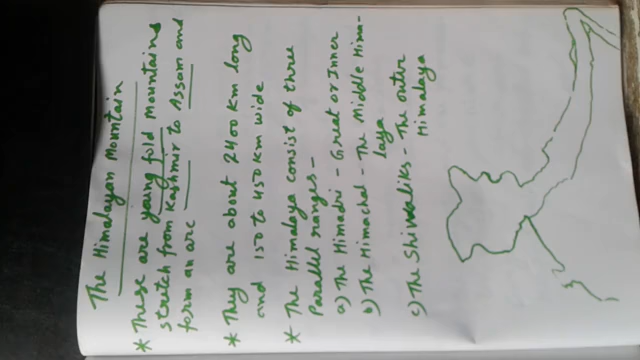 The Himalayan Mountain
* These are young fold mountains
stretch from Kashmir to Assam and
form an arc
* They are about 2400 Km long
and 150 to 450 Km wide
* The Himalaya consist of three
Parallel ranges -
a) The Himadri - Great or Inner
b) The Himachal - The Middle Hima-
laya
c) The Shivaliks - The outer
Himalaya